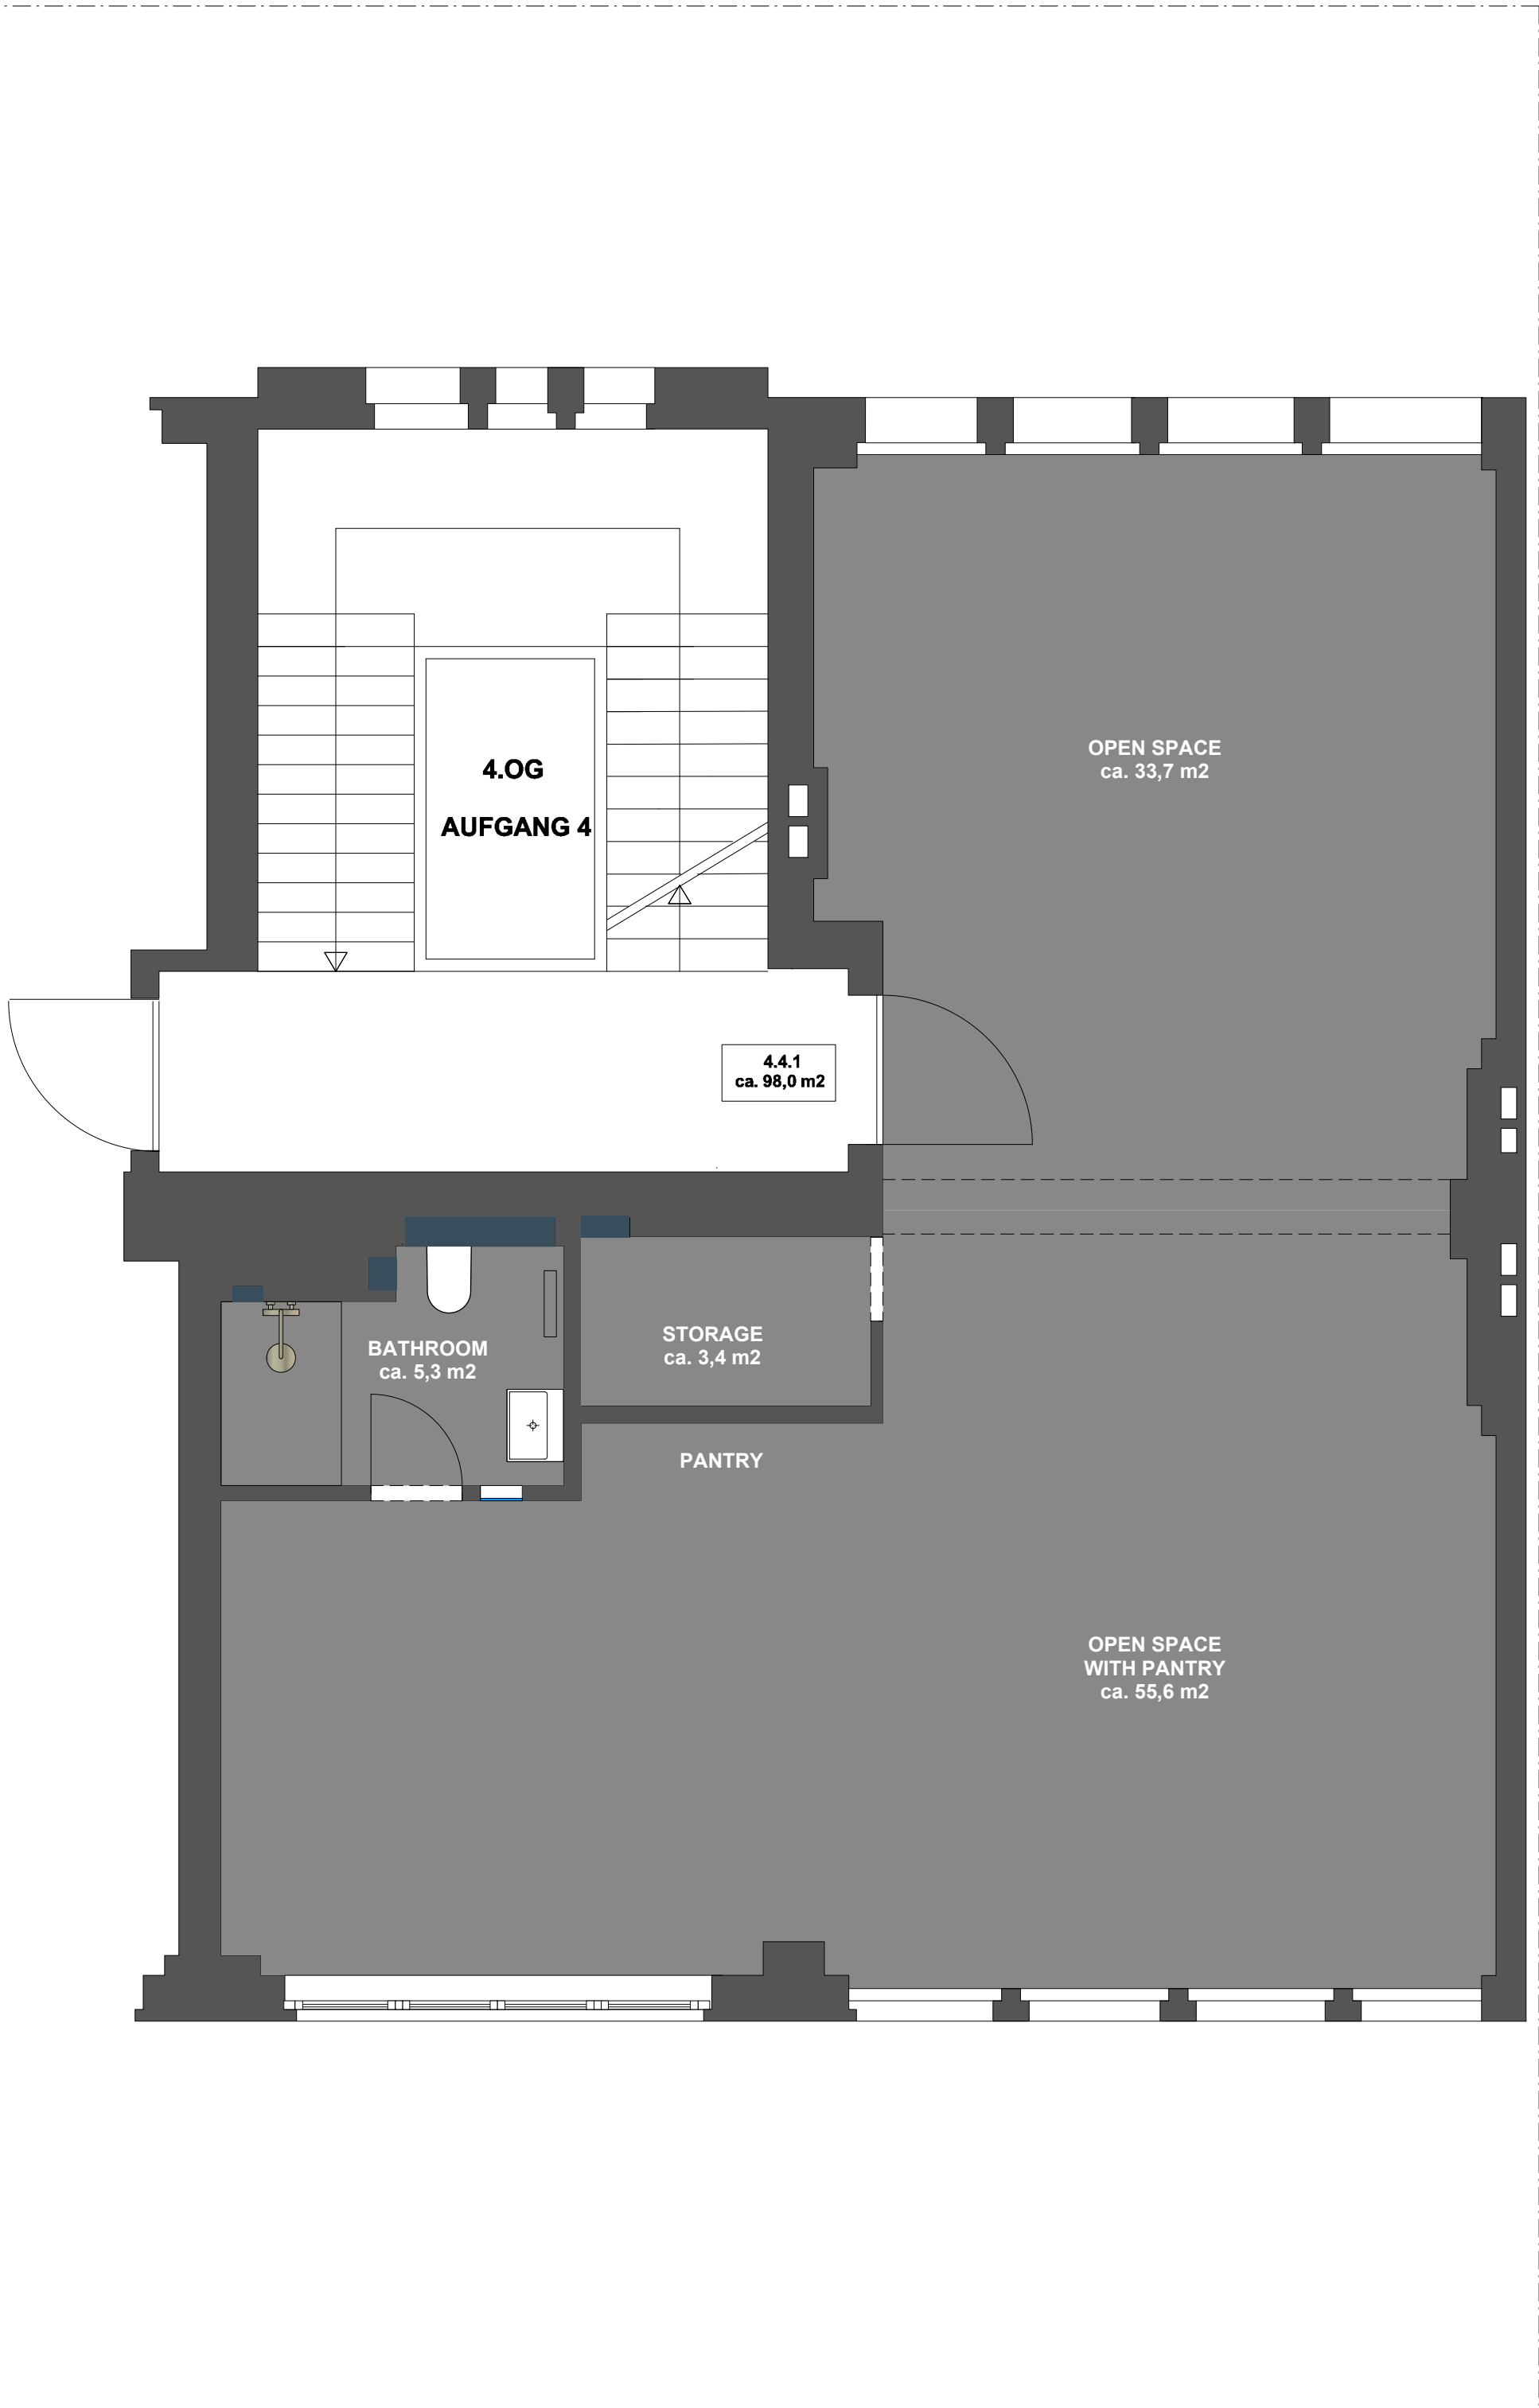 OPEN SPACE
ca. 33,7 m2
4.OG
AUFGANG 4
4.4.1
ca. 98,0 m2
BATHROOM
ca. 5,3 m2
STORAGE
ca. 3,4 m2
PANTRY
OPEN SPACE
WITH PANTRY
ca. 55,6 m2